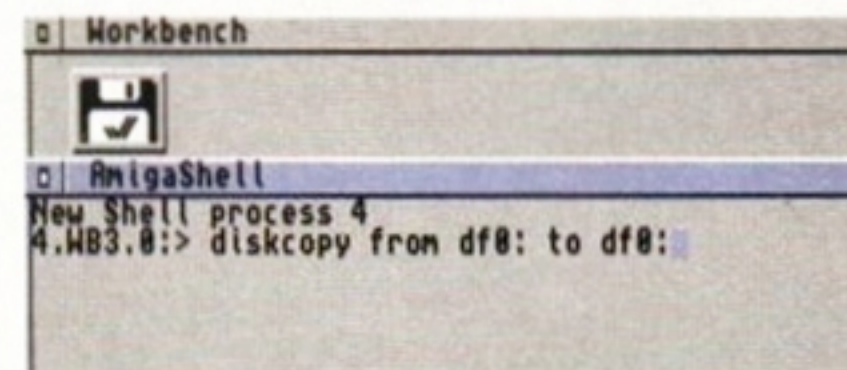 Workbench
AmigaShell
New Shell process 4
4.WB3.0:> diskcopy from df0: to df0: